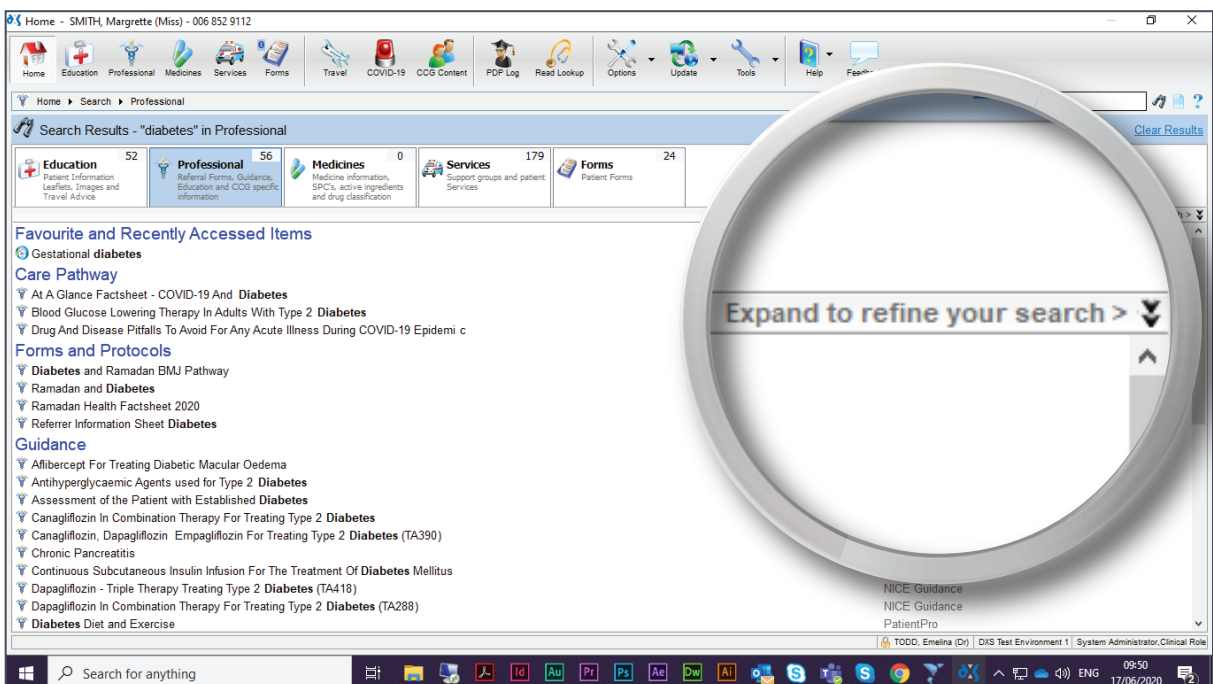 Home - SMITH, Margrette (Miss) - 006 852 9112
Home Education Professional Medicines Services Forms Travel COVID-19 CCG Content PDP Log Read Lookup Options Update Tools Help
0
Home Search Professional
Search Results - "diabetes" in Professional
Clear Results
Education 52
Patient Information
Leaflets, Images and
Travel Advice
Professional 56
Referral Forms, Guidance,
Education and CCG specific
information
Medicines 0
Medicine information,
SPC's, active ingredients
and drug classification
Services 179
Support groups and patient
Services
Forms 24
Patient Forms
Expand to refine your search >
Favourite and Recently Accessed Items
Gestational diabetes
Care Pathway
At A Glance Factsheet - COVID-19 And Diabetes
Blood Glucose Lowering Therapy In Adults With Type 2 Diabetes
Drug And Disease Pitfalls To Avoid For Any Acute Illness During COVID-19 Epidemi c
Forms and Protocols
Diabetes and Ramadan BMJ Pathway
Ramadan and Diabetes
Ramadan Health Factsheet 2020
Referrer Information Sheet Diabetes
Guidance
Aflibercept For Treating Diabetic Macular Oedema
Antihyperglycaemic Agents used for Type 2 Diabetes
Assessment of the Patient with Established Diabetes
Canagliflozin In Combination Therapy For Treating Type 2 Diabetes
Canagliflozin, Dapagliflozin Empagliflozin For Treating Type 2 Diabetes (TA390)
Chronic Pancreatitis
Continuous Subcutaneous Insulin Infusion For The Treatment Of Diabetes Mellitus
Dapagliflozin - Triple Therapy Treating Type 2 Diabetes (TA418) NICE Guidance
Dapagliflozin In Combination Therapy For Treating Type 2 Diabetes (TA288) NICE Guidance
Diabetes Diet and Exercise PatientPro
TODD, Emelina (Dr) DXS Test Environment 1 System Administrator,Clinical Role
Search for anything
Id Au Pr Ps Ae Dw Ai
ENG
09:50
17/06/2020
2